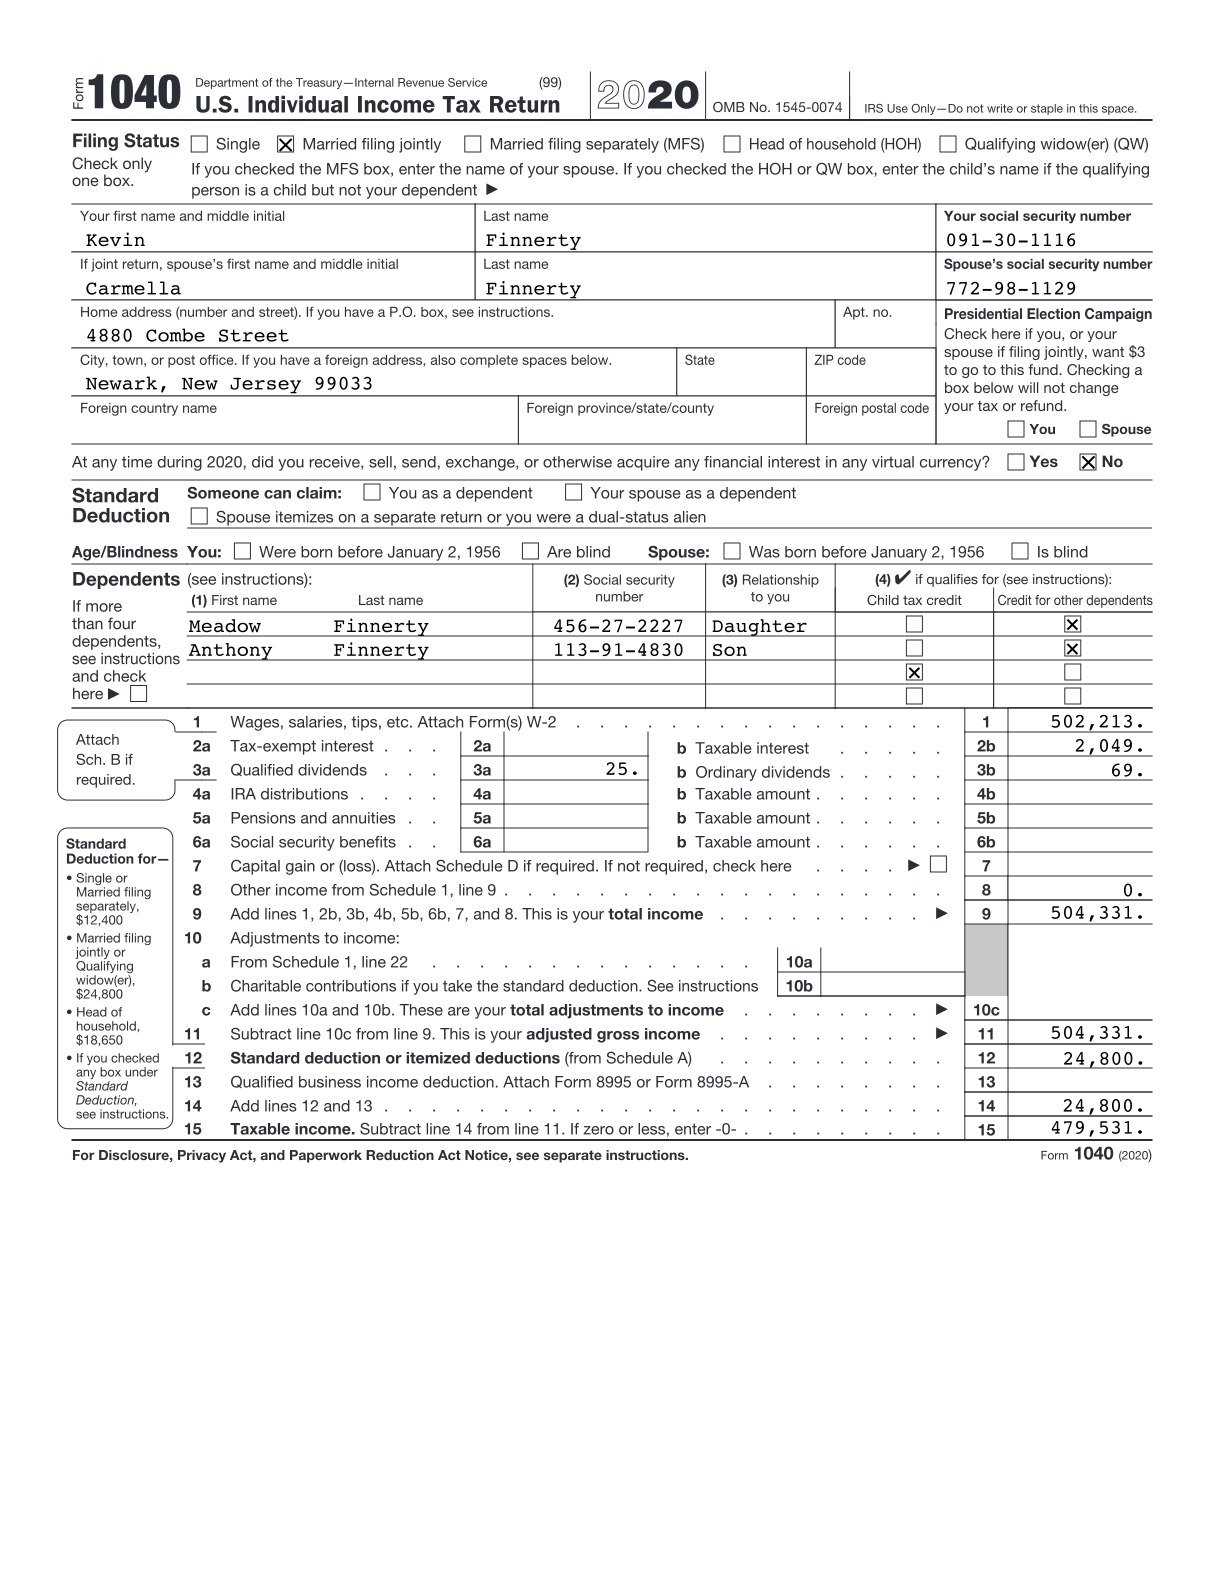 Form 1040 Department of the Treasury—Internal Revenue Service (99)
U.S. Individual Income Tax Return 2020 OMB No. 1545-0074 IRS Use Only—Do not write or staple in this space.
Filing Status Single Married filing jointly Married filing separately (MFS) Head of household (HOH) Qualifying widow(er) (QW)
Check only one box.
If you checked the MFS box, enter the name of your spouse. If you checked the HOH or QW box, enter the child's name if the qualifying
person is a child but not your dependent ▶
Your first name and middle initial Last name Your social security number
Kevin Finnerty 091-30-1116
If joint return, spouse's first name and middle initial Last name Spouse's social security number
Carmella Finnerty 772-98-1129
Home address (number and street). If you have a P.O. box, see instructions. Apt. no.
4880 Combe Street
City, town, or post office. If you have a foreign address, also complete spaces below. State ZIP code
Newark, New Jersey 99033
Foreign country name Foreign province/state/county Foreign postal code
Presidential Election Campaign
Check here if you, or your
spouse if filing jointly, want $3
to go to this fund. Checking a
box below will not change
your tax or refund.
You Spouse
At any time during 2020, did you receive, sell, send, exchange, or otherwise acquire any financial interest in any virtual currency? Yes No
Standard Deduction
Someone can claim: You as a dependent Your spouse as a dependent
Spouse itemizes on a separate return or you were a dual-status alien
Age/Blindness You: Were born before January 2, 1956 Are blind Spouse: Was born before January 2, 1956 Is blind
Dependents (see instructions): (2) Social security number (3) Relationship to you (4) ✔ if qualifies for (see instructions):
(1) First name Last name Child tax credit Credit for other dependents
If more
than four
dependents,
see instructions
and check
here ▶
Meadow Finnerty 456-27-2227 Daughter
Anthony Finnerty 113-91-4830 Son
Attach
Sch. B if
required.
1 Wages, salaries, tips, etc. Attach Form(s) W-2 1 502,213.
2a Tax-exempt interest 2a b Taxable interest 2b 2,049.
3a Qualified dividends 3a 25. b Ordinary dividends 3b 69.
4a IRA distributions 4a b Taxable amount 4b
5a Pensions and annuities 5a b Taxable amount 5b
6a Social security benefits 6a b Taxable amount 6b
7 Capital gain or (loss). Attach Schedule D if required. If not required, check here ▶ 7
8 Other income from Schedule 1, line 9 8 0.
9 Add lines 1, 2b, 3b, 4b, 5b, 6b, 7, and 8. This is your total income ▶ 9 504,331.
10 Adjustments to income:
a From Schedule 1, line 22 10a
b Charitable contributions if you take the standard deduction. See instructions 10b
c Add lines 10a and 10b. These are your total adjustments to income ▶ 10c
11 Subtract line 10c from line 9. This is your adjusted gross income ▶ 11 504,331.
12 Standard deduction or itemized deductions (from Schedule A) 12 24,800.
13 Qualified business income deduction. Attach Form 8995 or Form 8995-A 13
14 Add lines 12 and 13 14 24,800.
15 Taxable income. Subtract line 14 from line 11. If zero or less, enter -0- 15 479,531.
Standard
Deduction for—
• Single or
Married filing
separately,
$12,400
• Married filing
jointly or
Qualifying
widow(er),
$24,800
• Head of
household,
$18,650
• If you checked
any box under
Standard
Deduction,
see instructions.
For Disclosure, Privacy Act, and Paperwork Reduction Act Notice, see separate instructions. Form 1040 (2020)